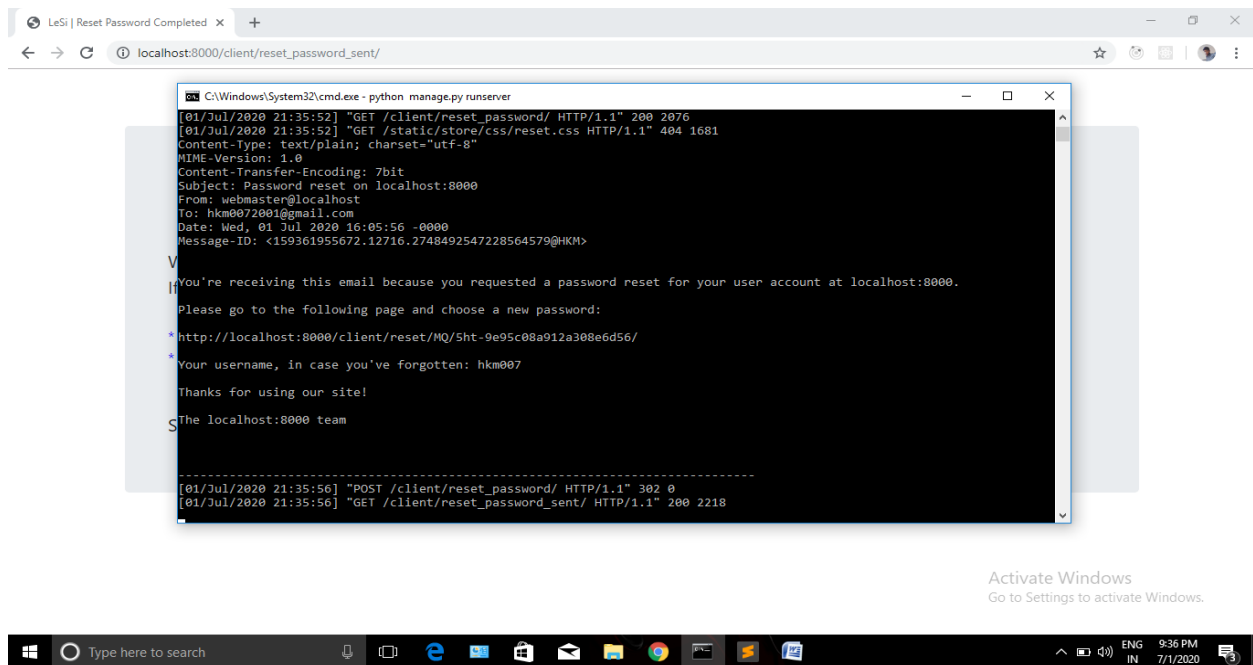 LeSi | Reset Password Completed
localhost:8000/client/reset_password_sent/
C:\Windows\System32\cmd.exe - python manage.py runserver
[01/Jul/2020 21:35:52] "GET /client/reset_password/ HTTP/1.1" 200 2076
[01/Jul/2020 21:35:52] "GET /static/store/css/reset.css HTTP/1.1" 404 1681
Content-Type: text/plain; charset="utf-8"
MIME-Version: 1.0
Content-Transfer-Encoding: 7bit
Subject: Password reset on localhost:8000
From: webmaster@localhost
To: hkm0072001@gmail.com
Date: Wed, 01 Jul 2020 16:05:56 -0000
Message-ID: <159361955672.12716.2748492547228564579@HKM>
You're receiving this email because you requested a password reset for your user account at localhost:8000.
Please go to the following page and choose a new password:
http://localhost:8000/client/reset/MQ/5ht-9e95c08a912a308e6d56/
Your username, in case you've forgotten: hkm007
Thanks for using our site!
The localhost:8000 team
-------------------------------------------------------------------------------
[01/Jul/2020 21:35:56] "POST /client/reset_password/ HTTP/1.1" 302 0
[01/Jul/2020 21:35:56] "GET /client/reset_password_sent/ HTTP/1.1" 200 2218
Activate Windows
Go to Settings to activate Windows.
Type here to search
ENG 9:36 PM
IN 7/1/2020